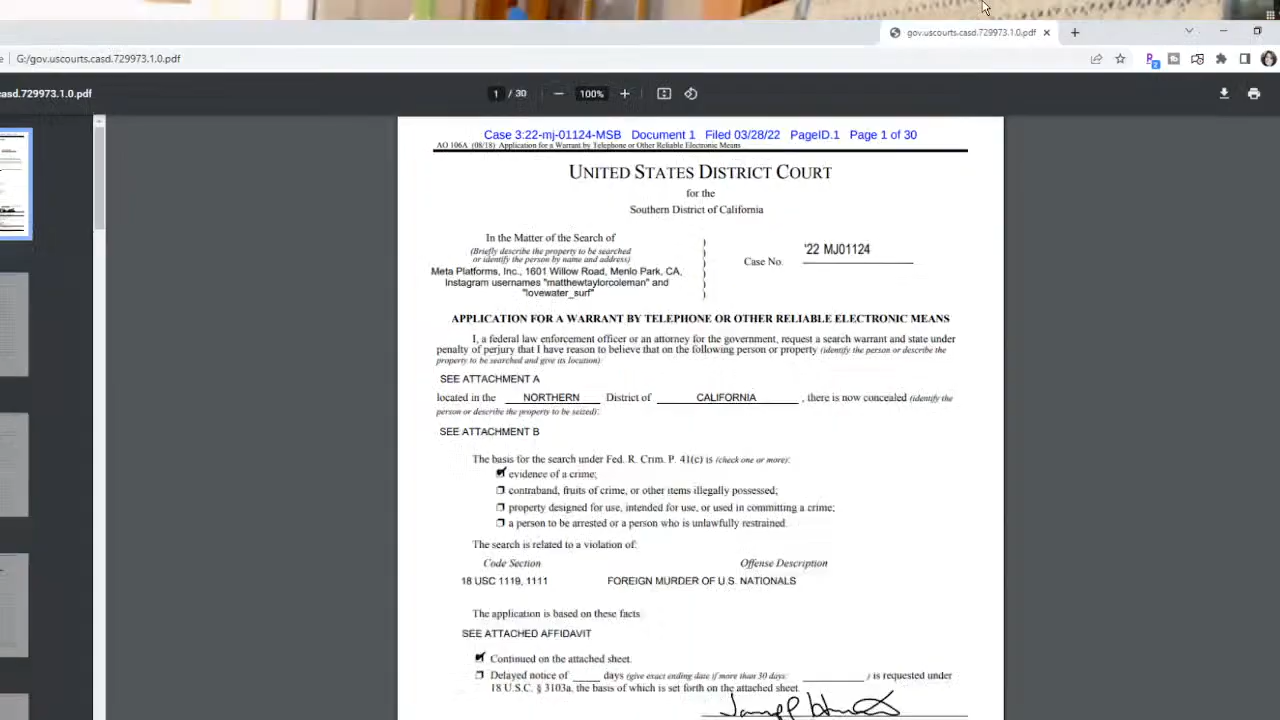 gov.uscourts.casd.729973.1.0.pdf
G:/gov.uscourts.casd.729973.1.0.pdf
casd.729973.1.0.pdf
1 / 30
100%
Case 3:22-mj-01124-MSB Document 1 Filed 03/28/22 PageID.1 Page 1 of 30
AO 106A (08/18) Application for a Warrant by Telephone or Other Reliable Electronic Means
UNITED STATES DISTRICT COURT
for the
Southern District of California
In the Matter of the Search of
(Briefly describe the property to be searched
or identify the person by name and address)
Meta Platforms, Inc., 1601 Willow Road, Menlo Park, CA,
Instagram usernames "matthewtaylorcoleman" and
"lovewater_surf"
Case No. '22 MJ01124
APPLICATION FOR A WARRANT BY TELEPHONE OR OTHER RELIABLE ELECTRONIC MEANS
I, a federal law enforcement officer or an attorney for the government, request a search warrant and state under
penalty of perjury that I have reason to believe that on the following person or property (identify the person or describe the
property to be searched and give its location):
SEE ATTACHMENT A
located in the NORTHERN District of CALIFORNIA , there is now concealed (identify the
person or describe the property to be seized):
SEE ATTACHMENT B
The basis for the search under Fed. R. Crim. P. 41(c) is (check one or more):
evidence of a crime;
contraband, fruits of crime, or other items illegally possessed;
property designed for use, intended for use, or used in committing a crime;
a person to be arrested or a person who is unlawfully restrained.
The search is related to a violation of:
Code Section Offense Description
18 USC 1119, 1111 FOREIGN MURDER OF U.S. NATIONALS
The application is based on these facts:
SEE ATTACHED AFFIDAVIT
Continued on the attached sheet.
Delayed notice of ____ days (give exact ending date if more than 30 days: ________ ) is requested under
18 U.S.C. § 3103a, the basis of which is set forth on the attached sheet.